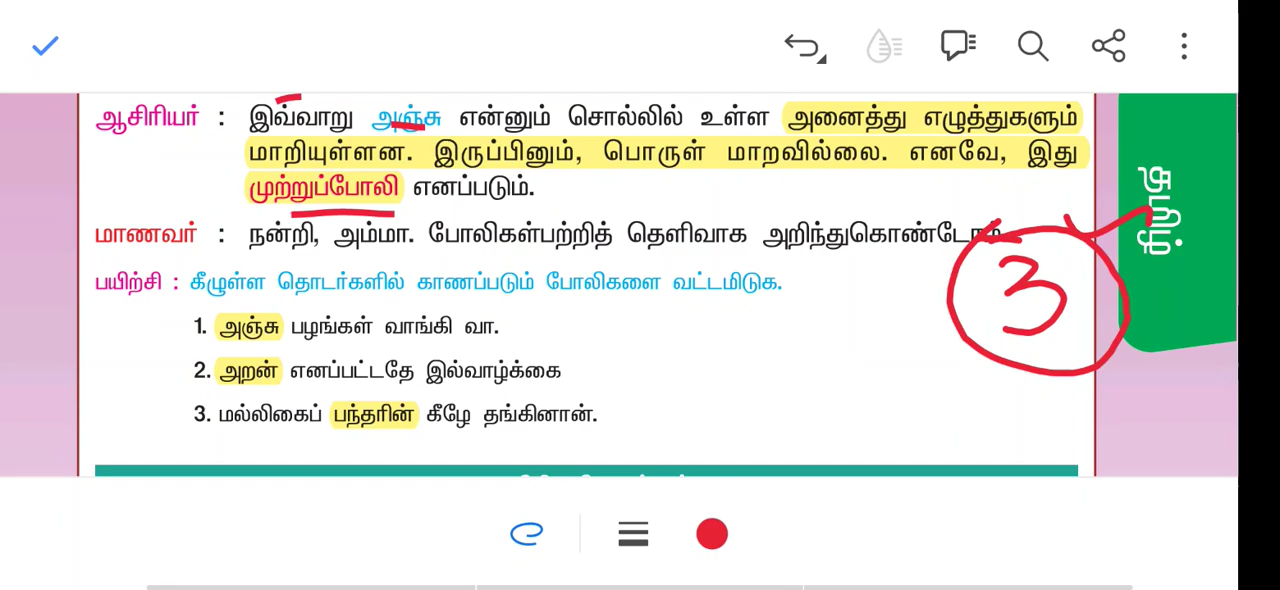 ஆசிரியர் : இவ்வாறு அஞ்சு என்னும் சொல்லில் உள்ள அனைத்து எழுத்துகளும்
மாறியுள்ளன. இருப்பினும், பொருள் மாறவில்லை. எனவே, இது
முற்றுப்போலி எனப்படும்.
மாணவர் : நன்றி, அம்மா. போலிகள்பற்றித் தெளிவாக அறிந்துகொண்டோம்.
பயிற்சி : கீழுள்ள தொடர்களில் காணப்படும் போலிகளை வட்டமிடுக.
1. அஞ்சு பழங்கள் வாங்கி வா.
2. அறன் எனப்பட்டதே இல்வாழ்க்கை
3. மல்லிகைப் பந்தரின் கீழே தங்கினான்.
3
தமிழ்